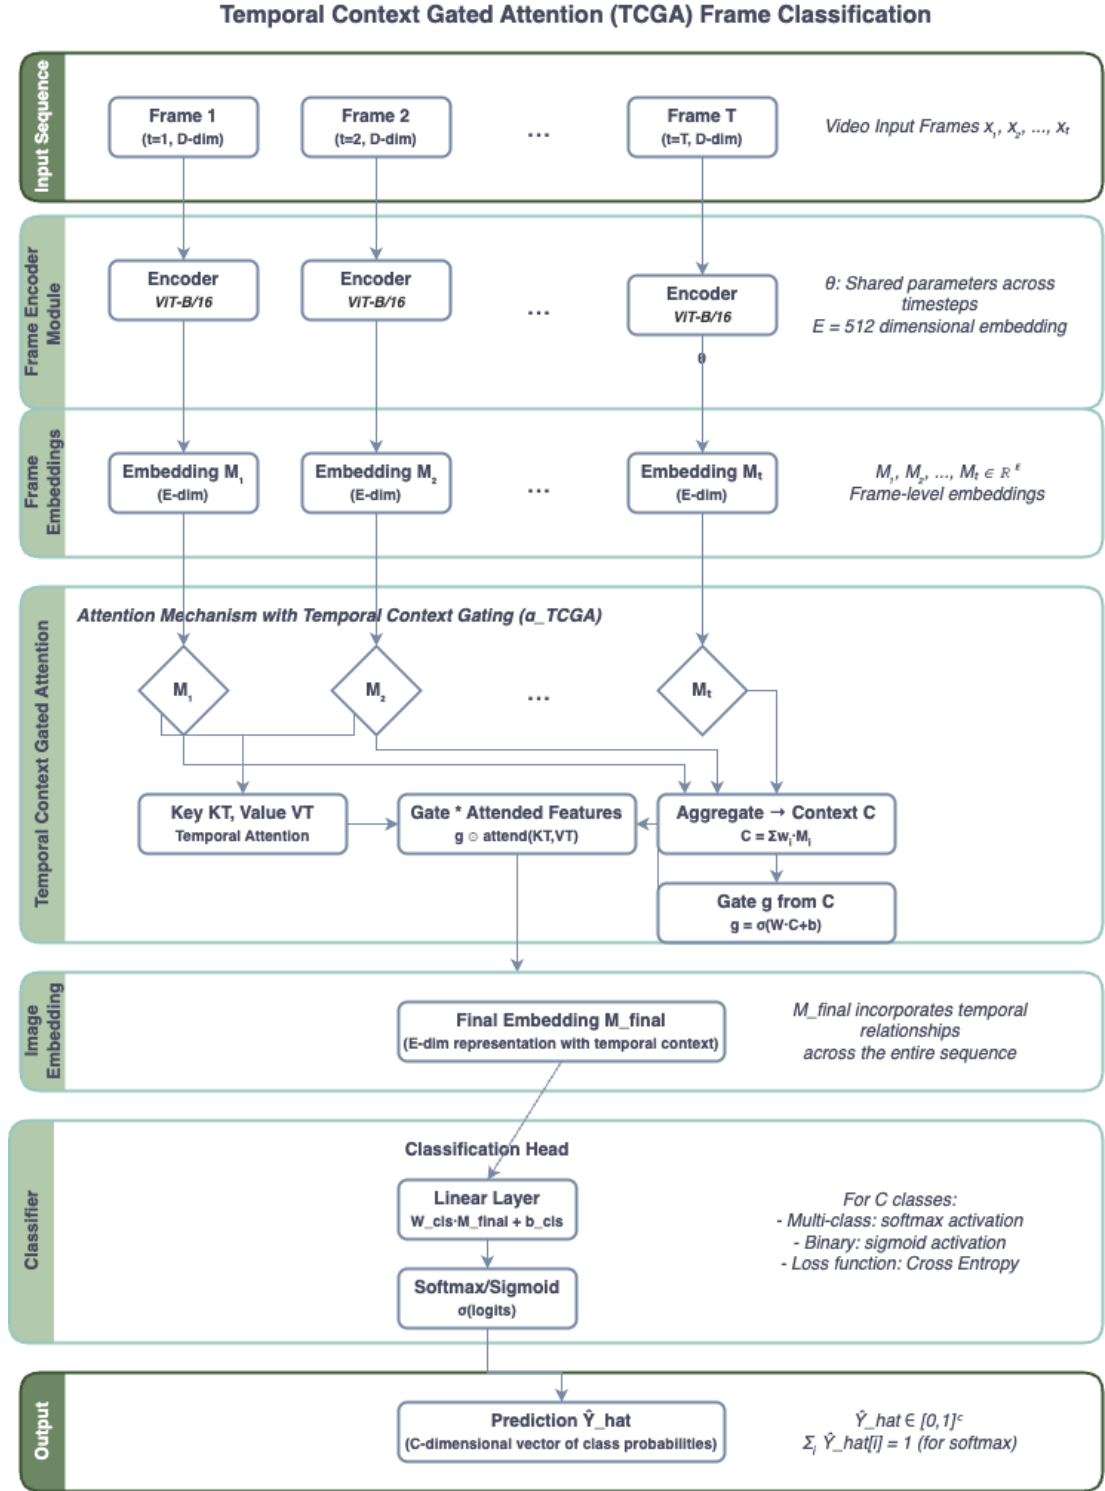 Temporal Context Gated Attention (TCGA) Frame Classification
Input Sequence
Frame 1
(t=1, D-dim)
Frame 2
(t=2, D-dim)
...
Frame T
(t=T, D-dim)
Video Input Frames x₁, x₂, ..., xₜ
Frame Encoder
Module
Encoder
ViT-B/16
Encoder
ViT-B/16
...
Encoder
ViT-B/16
θ
θ: Shared parameters across
timesteps
E = 512 dimensional embedding
Frame
Embeddings
Embedding M₁
(E-dim)
Embedding M₂
(E-dim)
...
Embedding Mₜ
(E-dim)
M₁, M₂, ..., Mₜ ∈ ℝᴱ
Frame-level embeddings
Temporal Context Gated Attention
Attention Mechanism with Temporal Context Gating (α_TCGA)
M₁
M₂
...
Mₜ
Key KT, Value VT
Temporal Attention
Gate * Attended Features
g ⊙ attend(KT,VT)
Aggregate → Context C
C = Σwᵢ·Mᵢ
Gate g from C
g = σ(W·C+b)
Image
Embedding
Final Embedding M_final
(E-dim representation with temporal context)
M_final incorporates temporal
relationships
across the entire sequence
Classifier
Classification Head
Linear Layer
W_cls·M_final + b_cls
Softmax/Sigmoid
σ(logits)
For C classes:
- Multi-class: softmax activation
- Binary: sigmoid activation
- Loss function: Cross Entropy
Output
Prediction Ŷ_hat
(C-dimensional vector of class probabilities)
Ŷ_hat ∈ [0,1]ᶜ
Σᵢ Ŷ_hat[i] = 1 (for softmax)